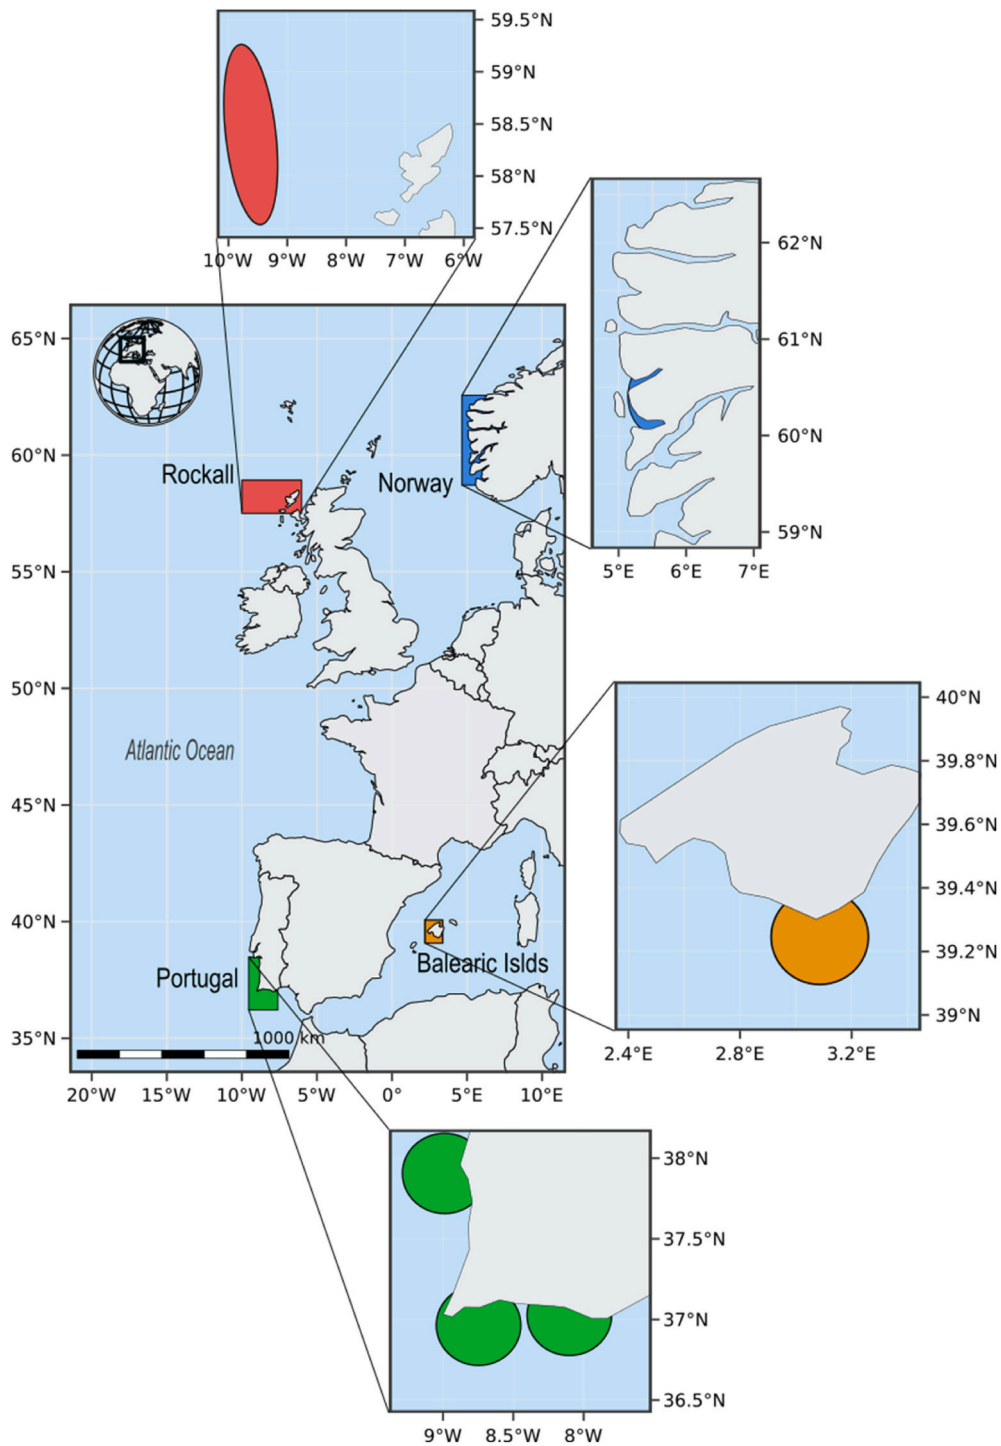 59.5°N
59°N
58.5°N
58°N
57.5°N
10°W 9°W 8°W 7°W 6°W
62°N
61°N
60°N
59°N
5°E 6°E 7°E
65°N
60°N
55°N
50°N
45°N
40°N
35°N
Rockall
Norway
Atlantic Ocean
Portugal
Balearic Islds
1000 km
20°W 15°W 10°W 5°W 0° 5°E 10°E
40°N
39.8°N
39.6°N
39.4°N
39.2°N
39°N
2.4°E 2.8°E 3.2°E
38°N
37.5°N
37°N
36.5°N
9°W 8.5°W 8°W